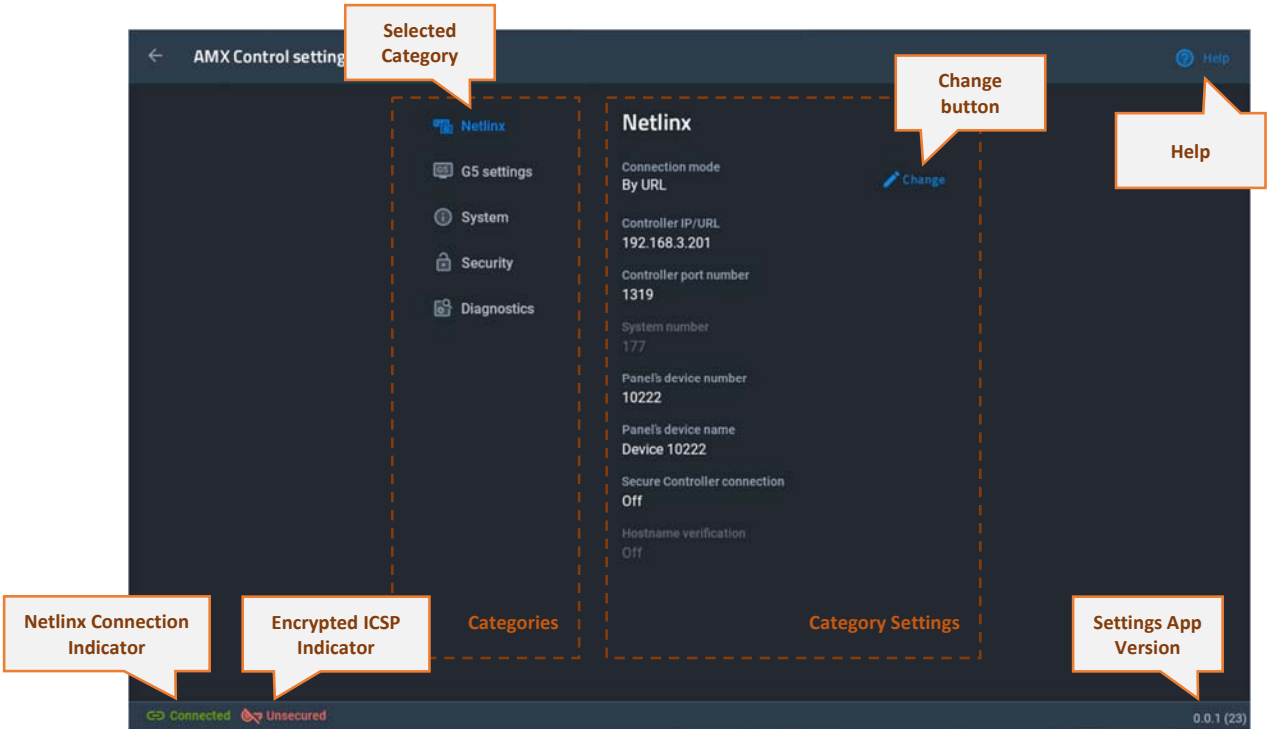 Selected
Category
AMX Control setting
Help
Change
button
Help
Netlinx
G5 settings
System
Security
Diagnostics
Categories
Netlinx
Connection mode
By URL
Change
Controller IP/URL
192.168.3.201
Controller port number
1319
System number
177
Panel's device number
10222
Panel's device name
Device 10222
Secure Controller connection
Off
Hostname verification
Off
Category Settings
Netlinx Connection
Indicator
Encrypted ICSP
Indicator
Settings App
Version
Connected
Unsecured
0.0.1 (23)